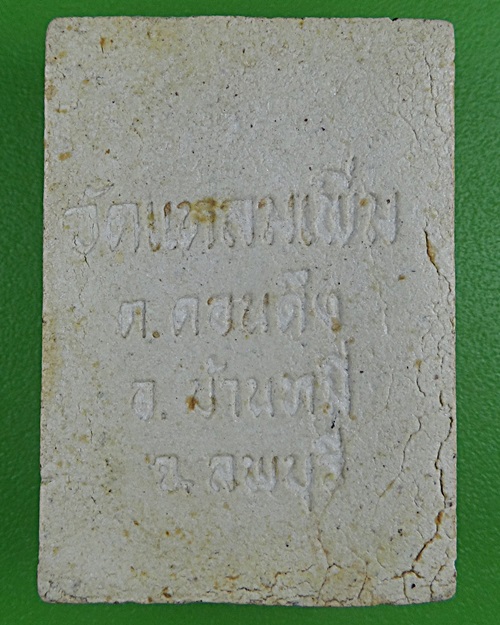 วัดแหลมเพิ่ม
ต.ดอนดึง
อ.บ้านหมี่
จ.ลพบุรี